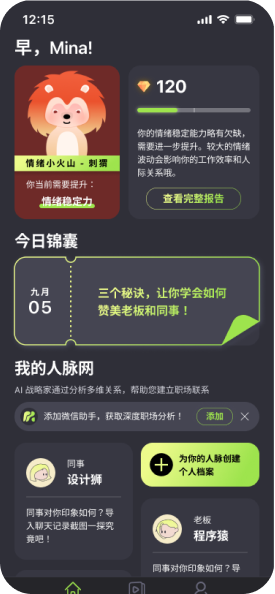 12:15
早，Mina!
情绪小火山 - 刺猬
你当前需要提升：
情绪稳定力
120
你的情绪稳定能力略有欠缺，
需要进一步提升。较大的情绪
波动会影响你的工作效率和人
际关系哦。
查看完整报告
今日锦囊
九月
05
三个秘诀，让你学会如何
赞美老板和同事！
我的人脉网
AI 战略家通过分析多维关系，帮助您建立职场联系
添加微信助手，获取深度职场分析！
添加
同事
设计狮
同事对你印象如何？导
入聊天记录截图一探究
竟吧！
为你的人脉创建
个人档案
老板
程序猿
同事对你印象如何？导